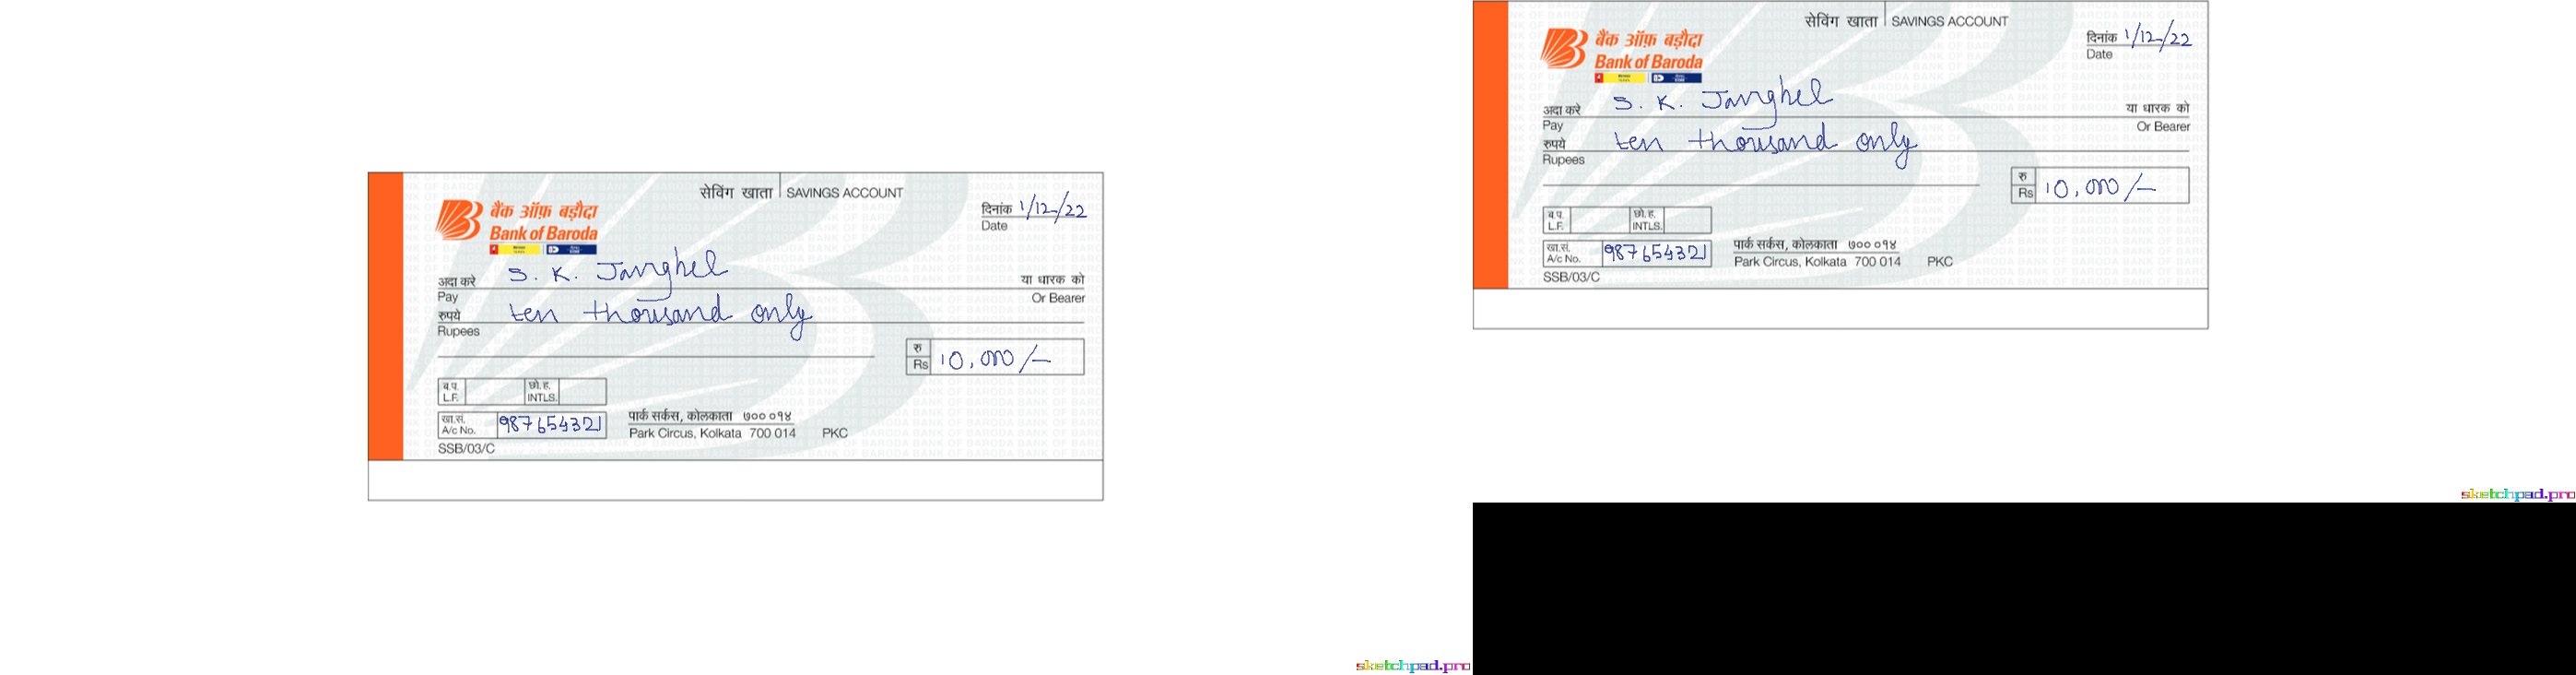 सेविंग खाता | SAVINGS ACCOUNT
बैंक ऑफ़ बड़ौदा
Bank of Baroda
दिनांक 1/12/22
Date
अदा करे S. K. Janghel या धारक को
Pay Or Bearer
रुपये ten thousand only
Rupees
रु
Rs 10,000/-
ब.प. छो.ह.
L.F. INTLS.
खा.सं. 987654321 पार्क सर्कस, कोलकाता ७०० ०१४
A/c No. Park Circus, Kolkata 700 014 PKC
SSB/03/C
sketchpad.pro
सेविंग खाता | SAVINGS ACCOUNT
बैंक ऑफ़ बड़ौदा
Bank of Baroda
दिनांक 1/12/22
Date
अदा करे S. K. Janghel या धारक को
Pay Or Bearer
रुपये ten thousand only
Rupees
रु
Rs 10,000/-
ब.प. छो.ह.
L.F. INTLS.
खा.सं. 987654321 पार्क सर्कस, कोलकाता ७०० ०१४
A/c No. Park Circus, Kolkata 700 014 PKC
SSB/03/C
sketchpad.pro